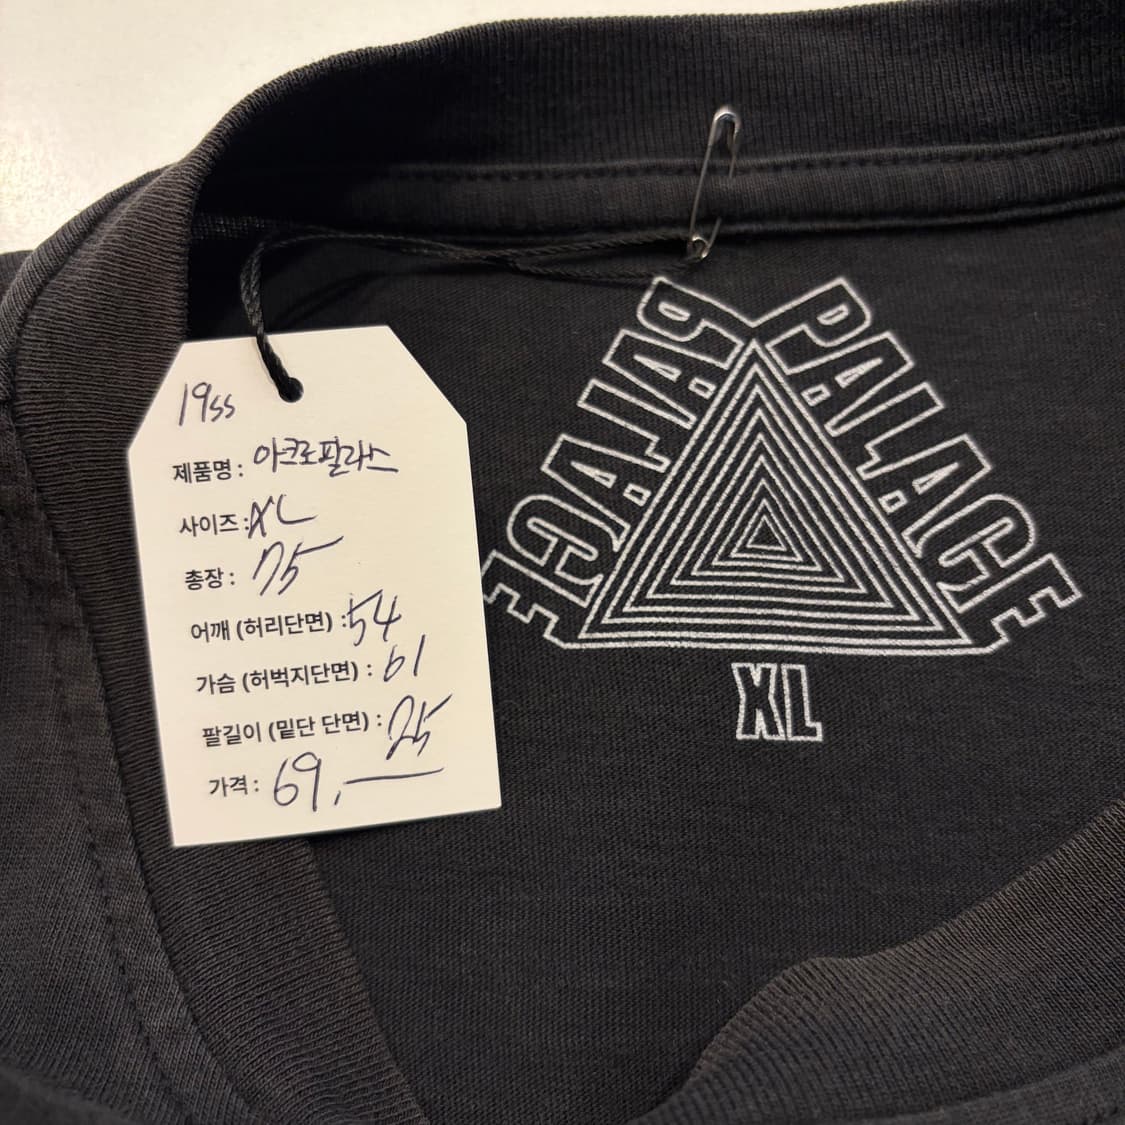 19ss
제품명 : 아크로팔라스
사이즈 : XL
총장 : 75
어깨 (허리단면) : 54
가슴 (허벅지단면) : 61
팔길이 (밑단 단면) : 25
가격 : 69,—
PALACE
PALACE
XL